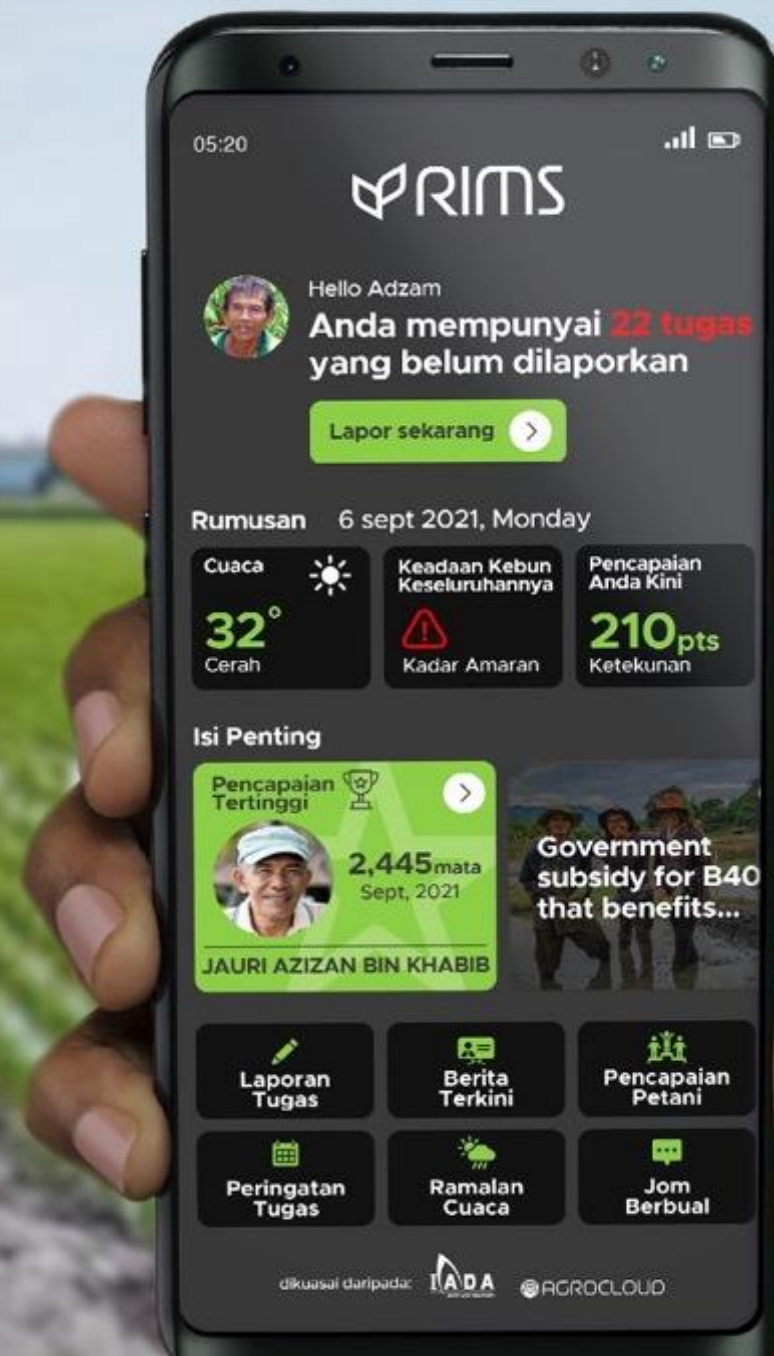 05:20
RIMS
Hello Adzam
Anda mempunyai 22 tugas
yang belum dilaporkan
Lapor sekarang
Rumusan 6 sept 2021, Monday
Cuaca
32°
Cerah
Keadaan Kebun
Keseluruhannya
Kadar Amaran
Pencapaian
Anda Kini
210pts
Ketekunan
Isi Penting
Pencapaian
Tertinggi
2,445 mata
Sept, 2021
JAURI AZIZAN BIN KHABIB
Government
subsidy for B40
that benefits...
Laporan
Tugas
Berita
Terkini
Pencapaian
Petani
Peringatan
Tugas
Ramalan
Cuaca
Jom
Berbual
dikuasai daripada: IADA AGROCLOUD